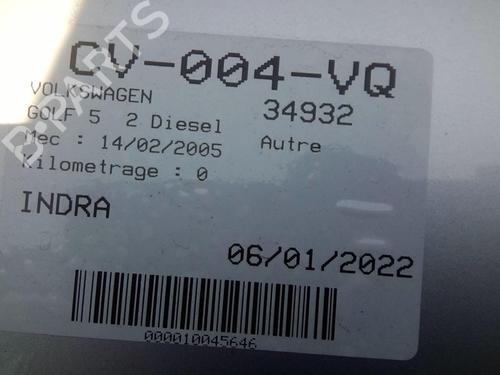 CV-004-VQ
VOLKSWAGEN
34932
GOLF 5 2 Diesel
Mec : 14/02/2005
Autre
Kilometrage : 0
INDRA
06/01/2022
000010045646
B-PARTS